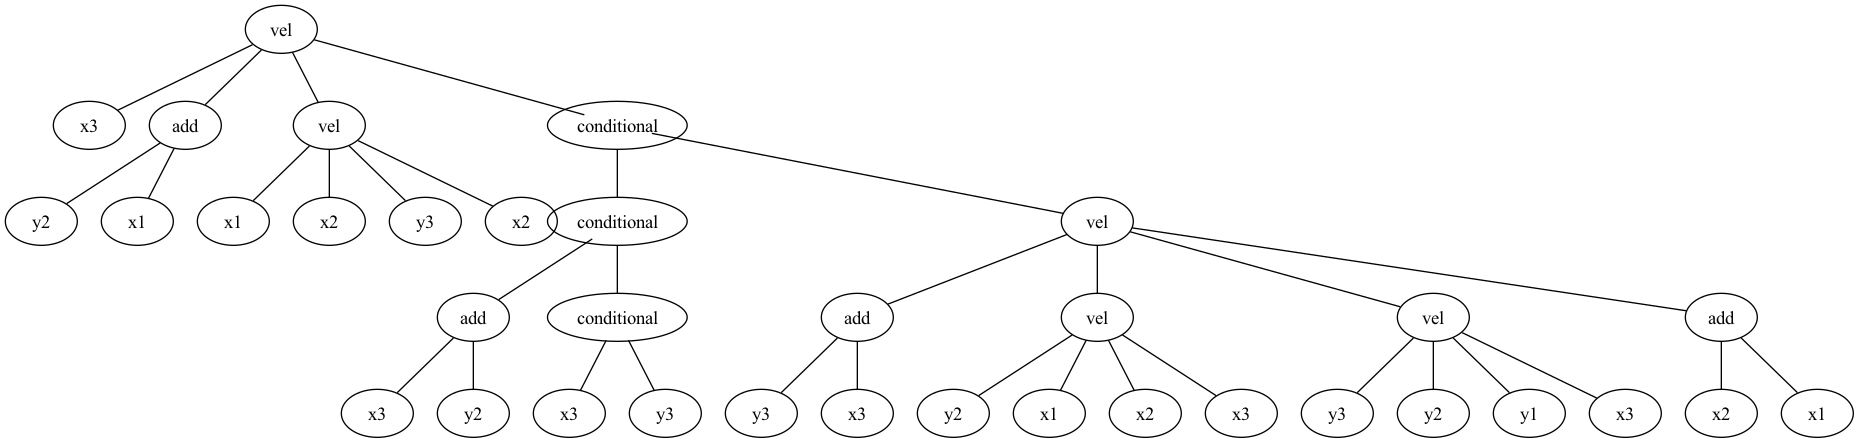 vel
x3 add vel conditional
y2 x1 x1 x2 y3 x2 conditional vel
add conditional add vel vel add
x3 y2 x3 y3 y3 x3 y2 x1 x2 x3 y3 y2 y1 x3 x2 x1